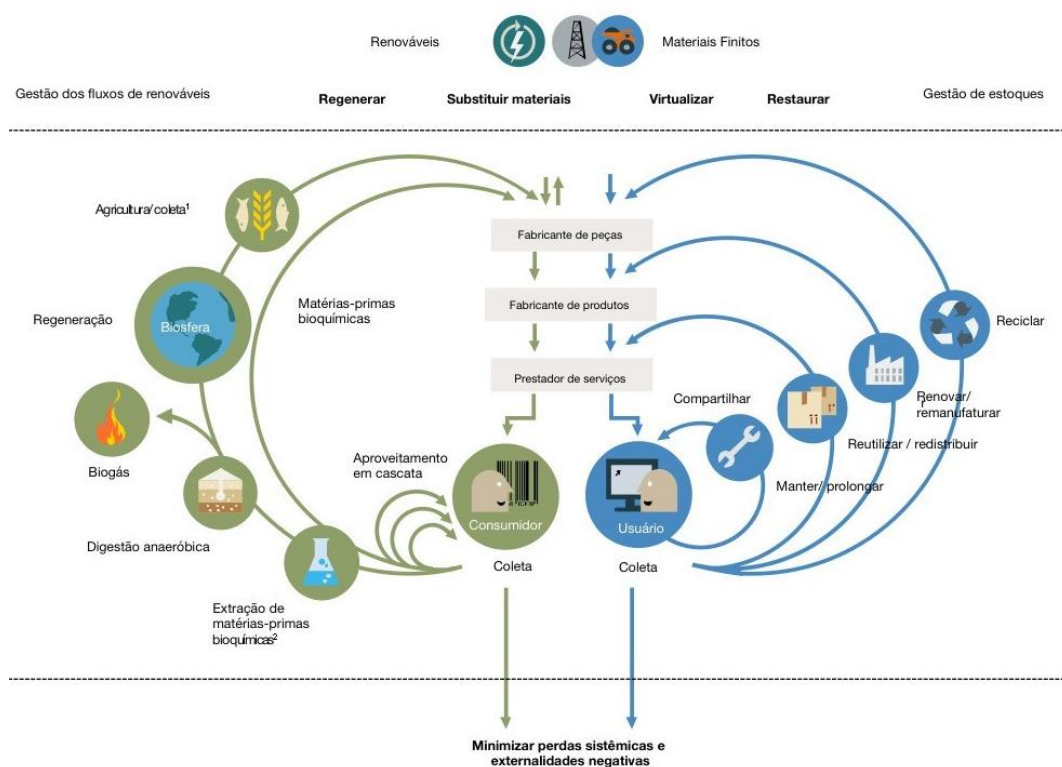 Renováveis
Materiais Finitos
Gestão dos fluxos de renováveis
Regenerar
Substituir materiais
Virtualizar
Restaurar
Gestão de estoques
Agricultura/coleta¹
Fabricante de peças
Matérias-primas
bioquímicas
Fabricante de produtos
Regeneração
Biosfera
Reciclar
Prestador de serviços
Compartilhar
Renovar/
1
remanufaturar
Reutilizar / redistribuir
Biogás
Aproveitamento
em cascata
Manter/ prolongar
Consumidor
Usuário
Digestão anaeróbica
Coleta
Coleta
Extração de
matérias-primas
bioquímicas²
Minimizar perdas sistêmicas e
externalidades negativas